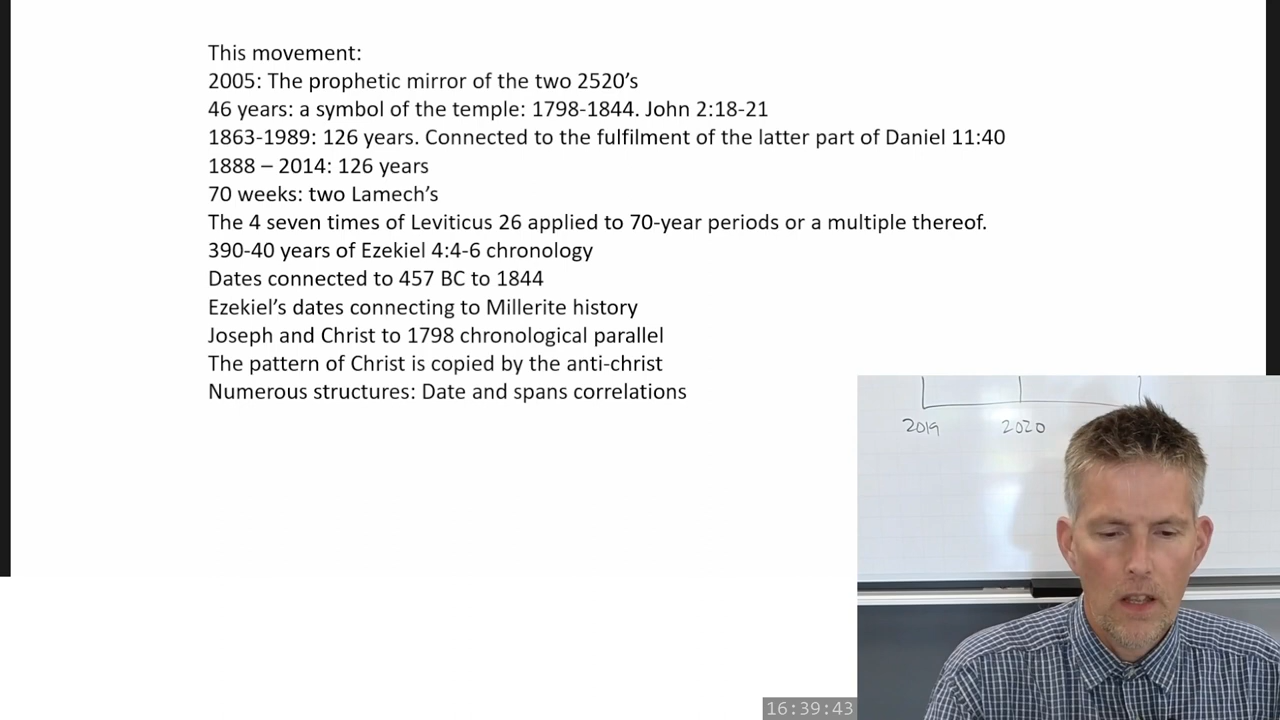 This movement:
2005: The prophetic mirror of the two 2520’s
46 years: a symbol of the temple: 1798-1844. John 2:18-21
1863-1989: 126 years. Connected to the fulfilment of the latter part of Daniel 11:40
1888 – 2014: 126 years
70 weeks: two Lamech’s
The 4 seven times of Leviticus 26 applied to 70-year periods or a multiple thereof.
390-40 years of Ezekiel 4:4-6 chronology
Dates connected to 457 BC to 1844
Ezekiel’s dates connecting to Millerite history
Joseph and Christ to 1798 chronological parallel
The pattern of Christ is copied by the anti-christ
Numerous structures: Date and spans correlations
2019 2020
16:39:43